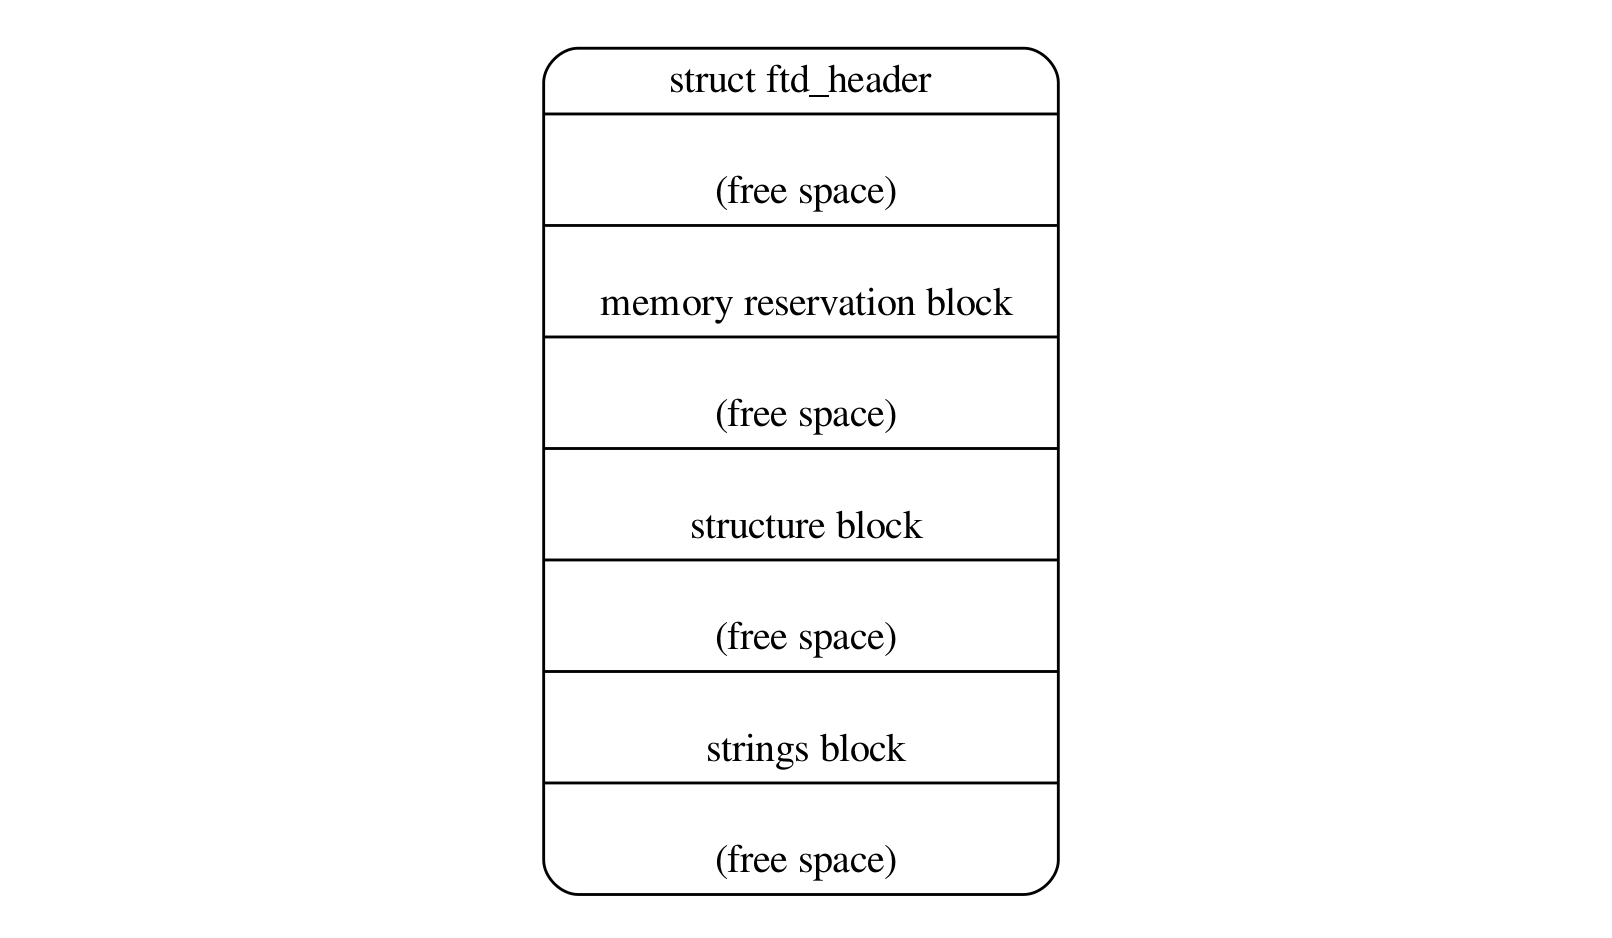 struct ftd_header
(free space)
memory reservation block
(free space)
structure block
(free space)
strings block
(free space)